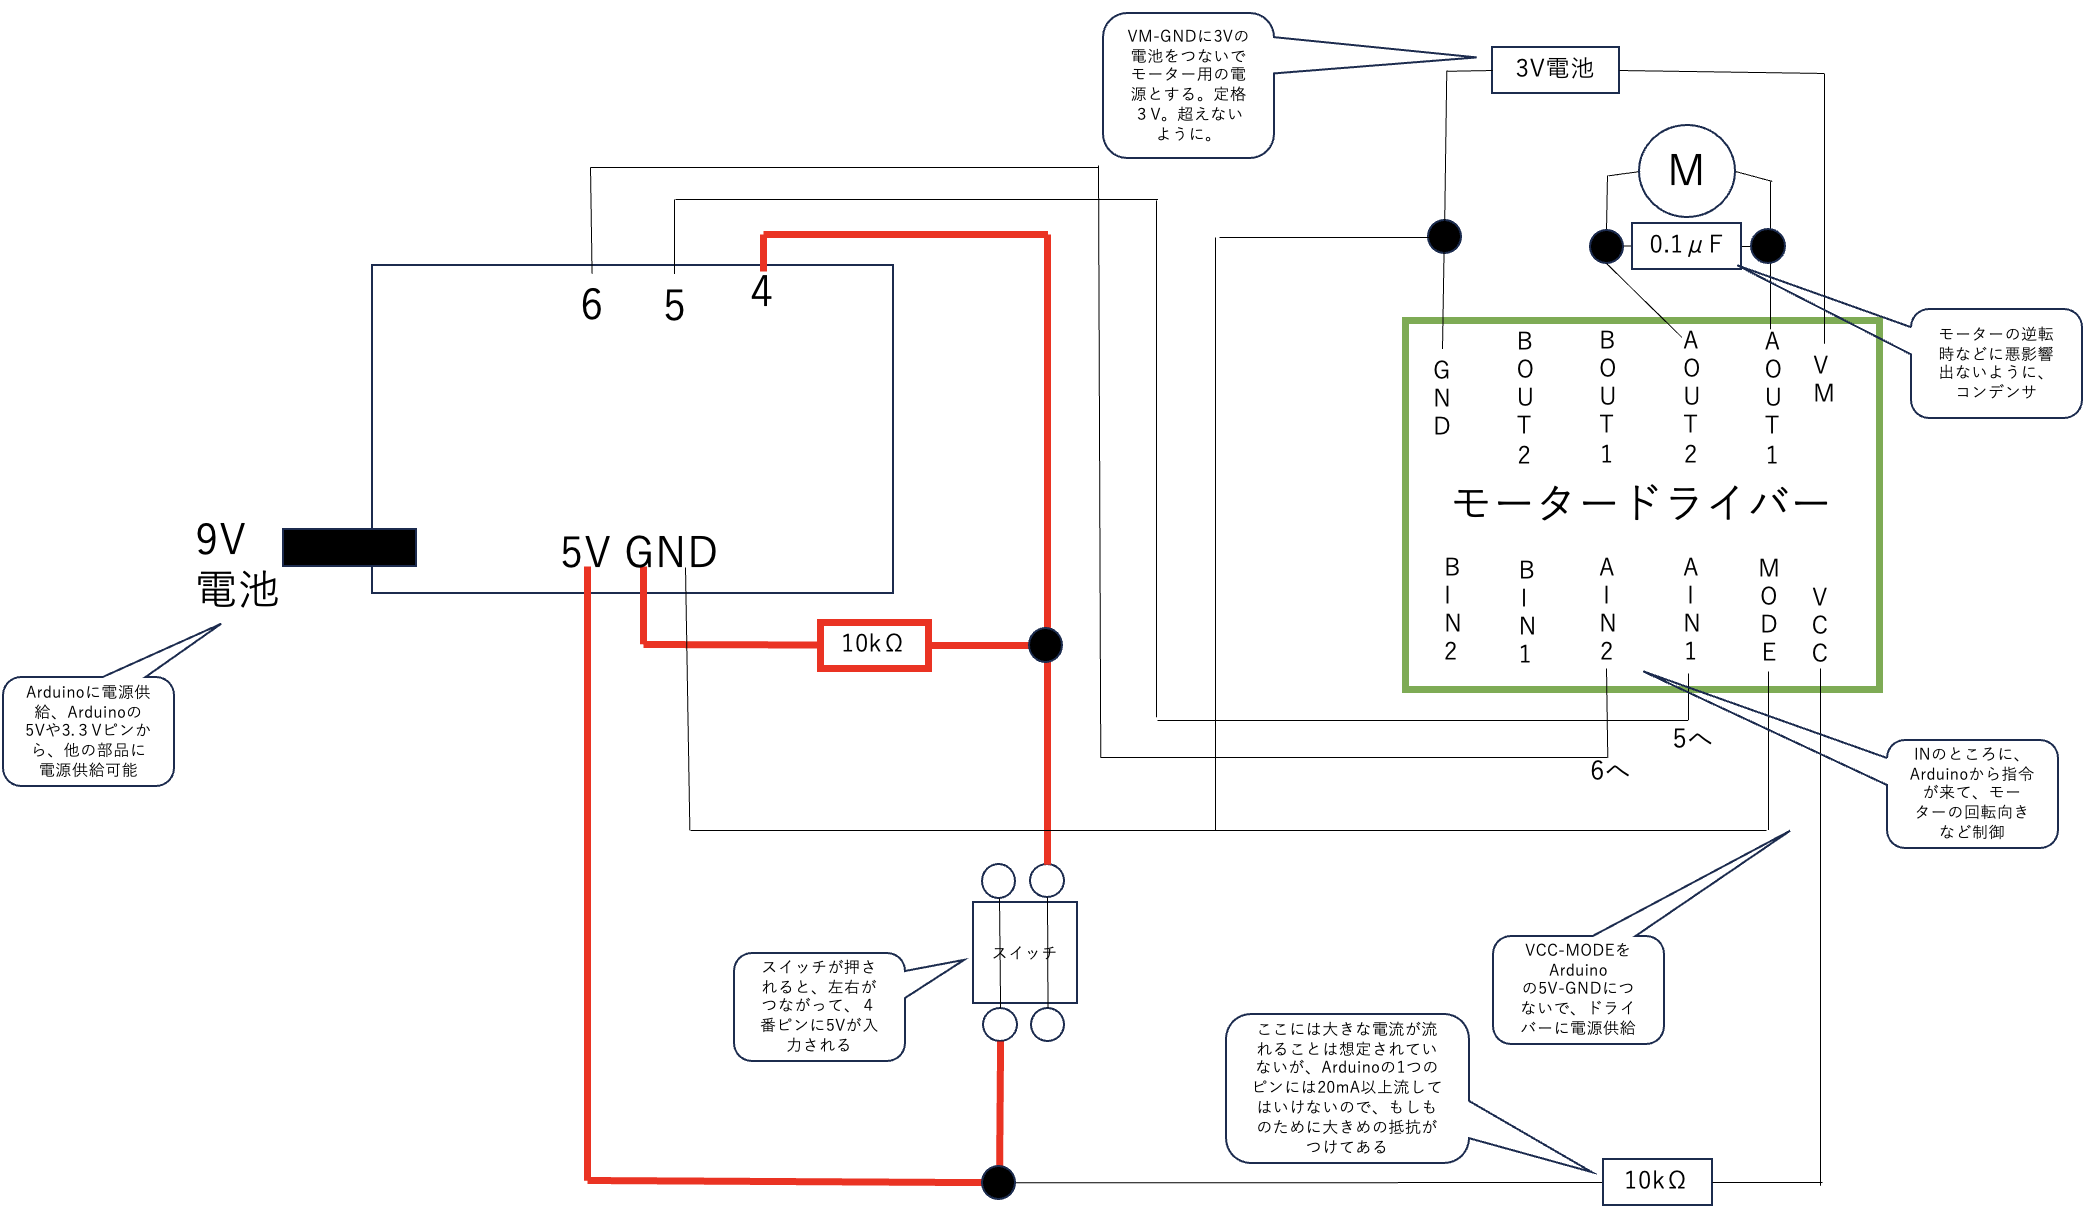 VM-GNDに3Vの
電池をつないで
モーター用の電
源とする。定格
３V。超えない
ように。
3V電池
M
0.1μF
6
5
4
モーターの逆転
時などに悪影響
出ないように、
コンデンサ
GND
BOUT2
BOUT1
AOUT2
AOUT1
VM
モータードライバー
BIN2
BIN1
AIN2
AIN1
MODE
VCC
9V
電池
5V GND
10kΩ
Arduinoに電源供
給、Arduinoの
5Vや3.３Vピンか
ら、他の部品に
電源供給可能
5へ
6へ
INのところに、
Arduinoから指令
が来て、モー
ターの回転向き
など制御
スイッチ
スイッチが押さ
れると、左右が
つながって、４
番ピンに5Vが入
力される
VCC-MODEを
Arduino
の5V-GNDにつ
ないで、ドライ
バーに電源供給
ここには大きな電流が流
れることは想定されてい
ないが、Arduinoの1つの
ピンには20mA以上流して
はいけないので、もしも
のために大きめの抵抗が
つけてある
10kΩ